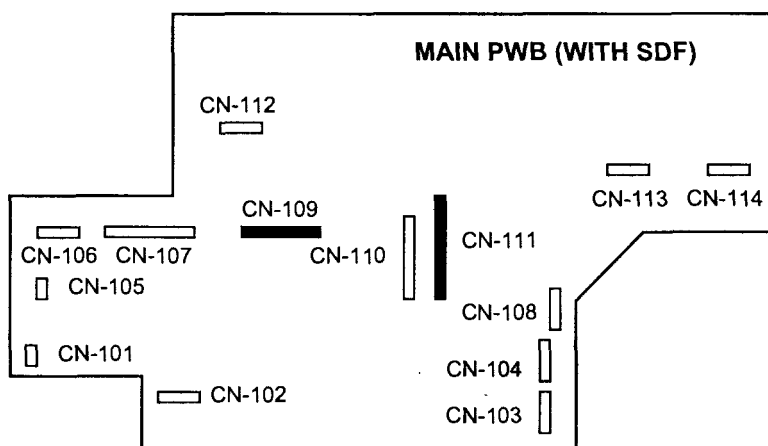 MAIN PWB (WITH SDF)
CN-112
CN-113
CN-114
CN-109
CN-106
CN-107
CN-110
CN-111
CN-105
CN-108
CN-101
CN-104
CN-102
CN-103